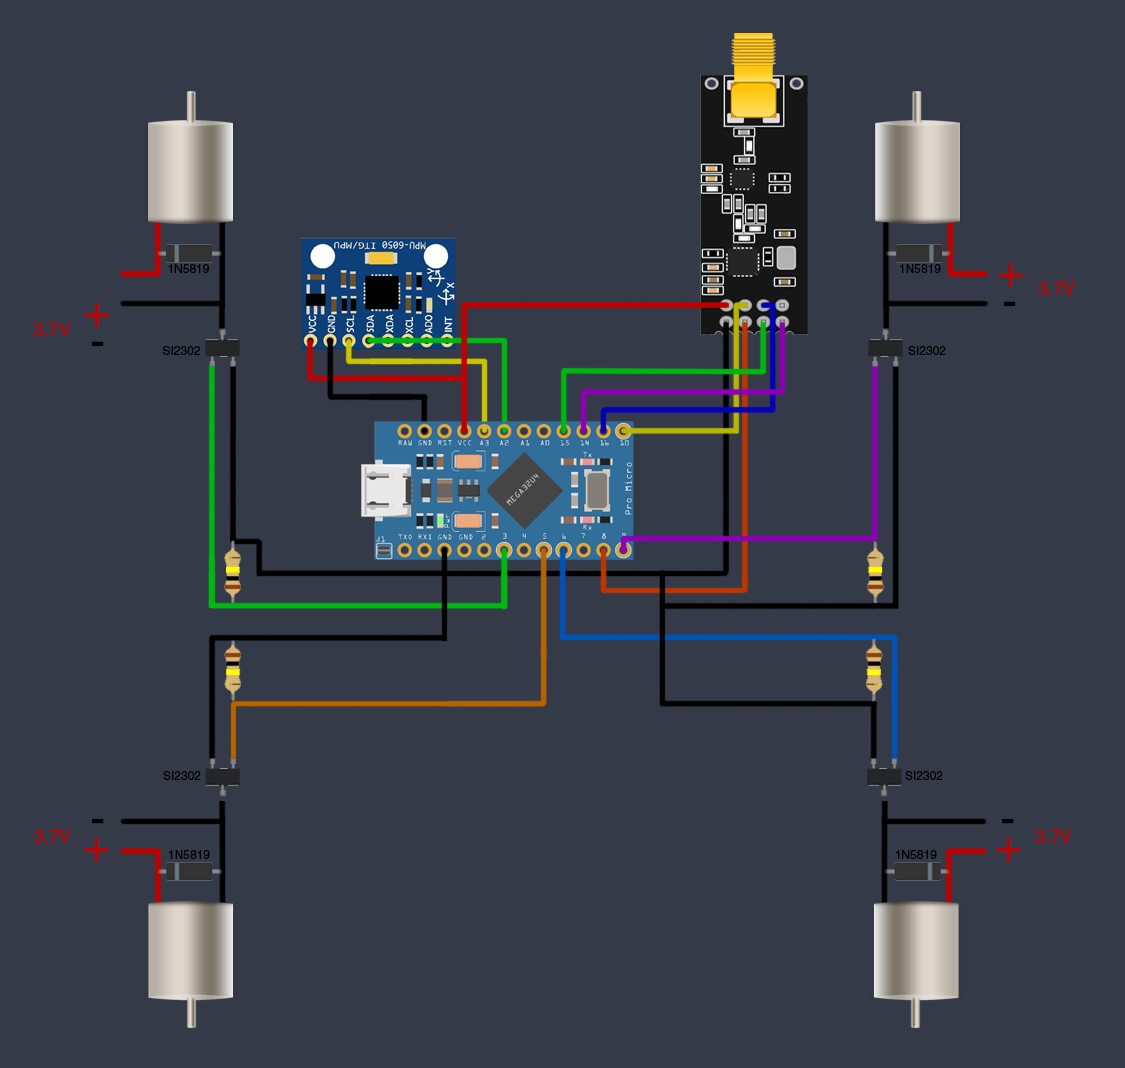 1N5819
1N5819
3.7V
+
-
+
-
3.7V
SI2302
SI2302
MPU-6050 ITG/MPU
VCC
GND
SCL
SDA
XDA
XCL
ADO
INT
Y
X
RAW GND RST VCC A3 A2 A1 A0 15 14 16 10
Tx
MEGA32U4
Pro Micro
Rx
J1
TXO RXI GND GND 2 3 4 5 6 7 8 9
SI2302
SI2302
-
3.7V
+
-
+
3.7V
1N5819
1N5819